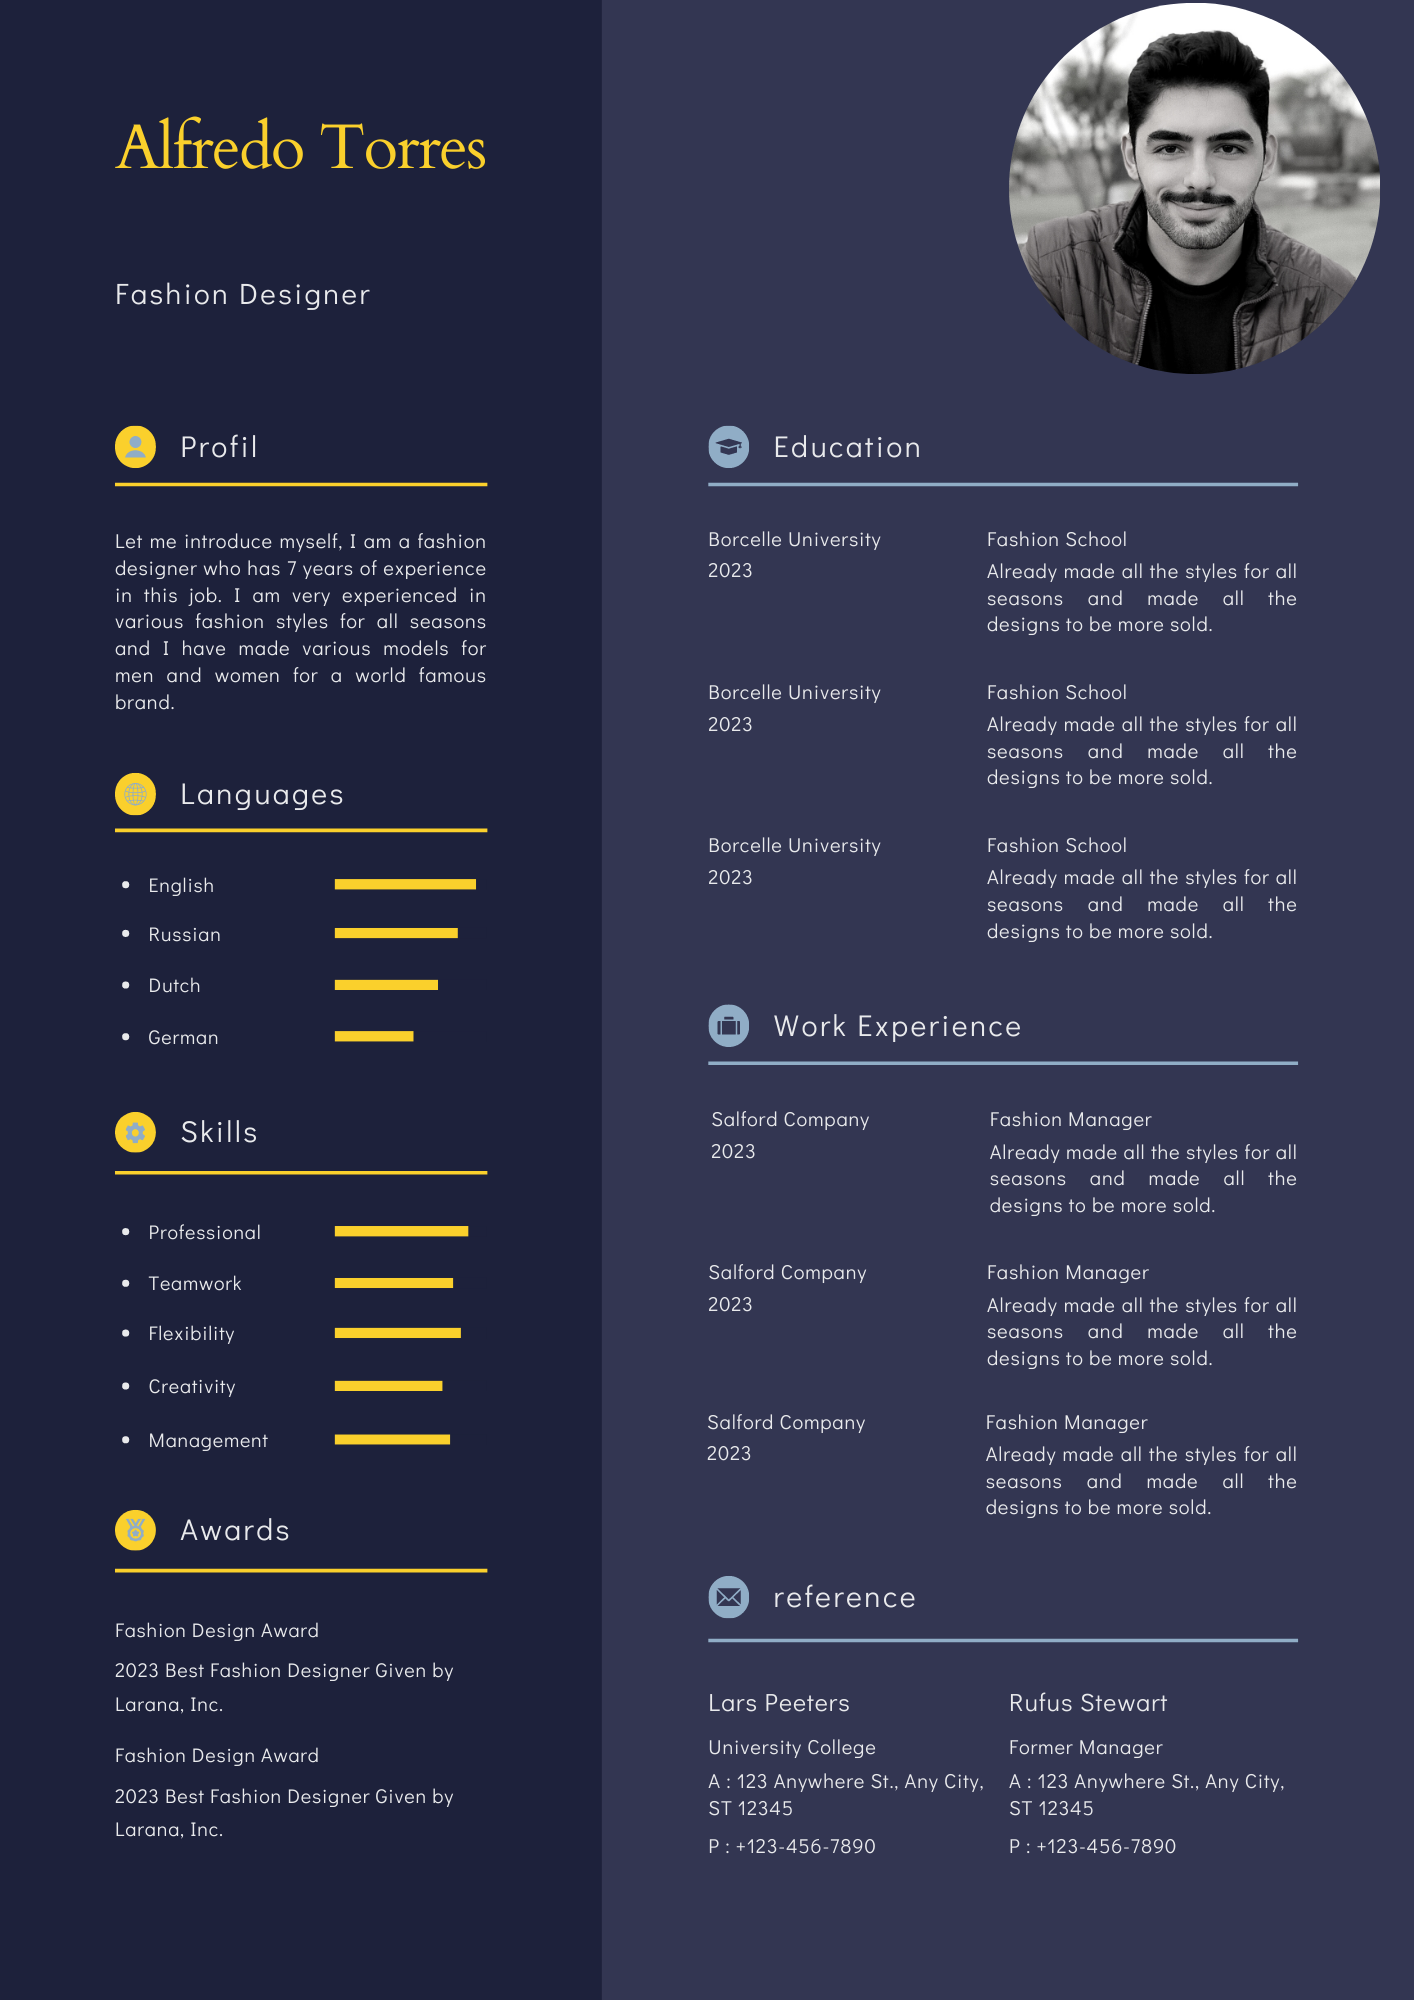 Alfredo Torres
Fashion Designer
Profil
Let me introduce myself, I am a fashion
designer who has 7 years of experience
in this job. I am very experienced in
various fashion styles for all seasons
and I have made various models for
men and women for a world famous
brand.
Languages
English
Russian
Dutch
German
Skills
Professional
Teamwork
Flexibility
Creativity
Management
Awards
Fashion Design Award
2023 Best Fashion Designer Given by
Larana, Inc.
Fashion Design Award
2023 Best Fashion Designer Given by
Larana, Inc.
Education
Borcelle University
2023
Fashion School
Already made all the styles for all
seasons and made all the
designs to be more sold.
Borcelle University
2023
Fashion School
Already made all the styles for all
seasons and made all the
designs to be more sold.
Borcelle University
2023
Fashion School
Already made all the styles for all
seasons and made all the
designs to be more sold.
Work Experience
Salford Company
2023
Fashion Manager
Already made all the styles for all
seasons and made all the
designs to be more sold.
Salford Company
2023
Fashion Manager
Already made all the styles for all
seasons and made all the
designs to be more sold.
Salford Company
2023
Fashion Manager
Already made all the styles for all
seasons and made all the
designs to be more sold.
reference
Lars Peeters
University College
A : 123 Anywhere St., Any City,
ST 12345
P : +123-456-7890
Rufus Stewart
Former Manager
A : 123 Anywhere St., Any City,
ST 12345
P : +123-456-7890